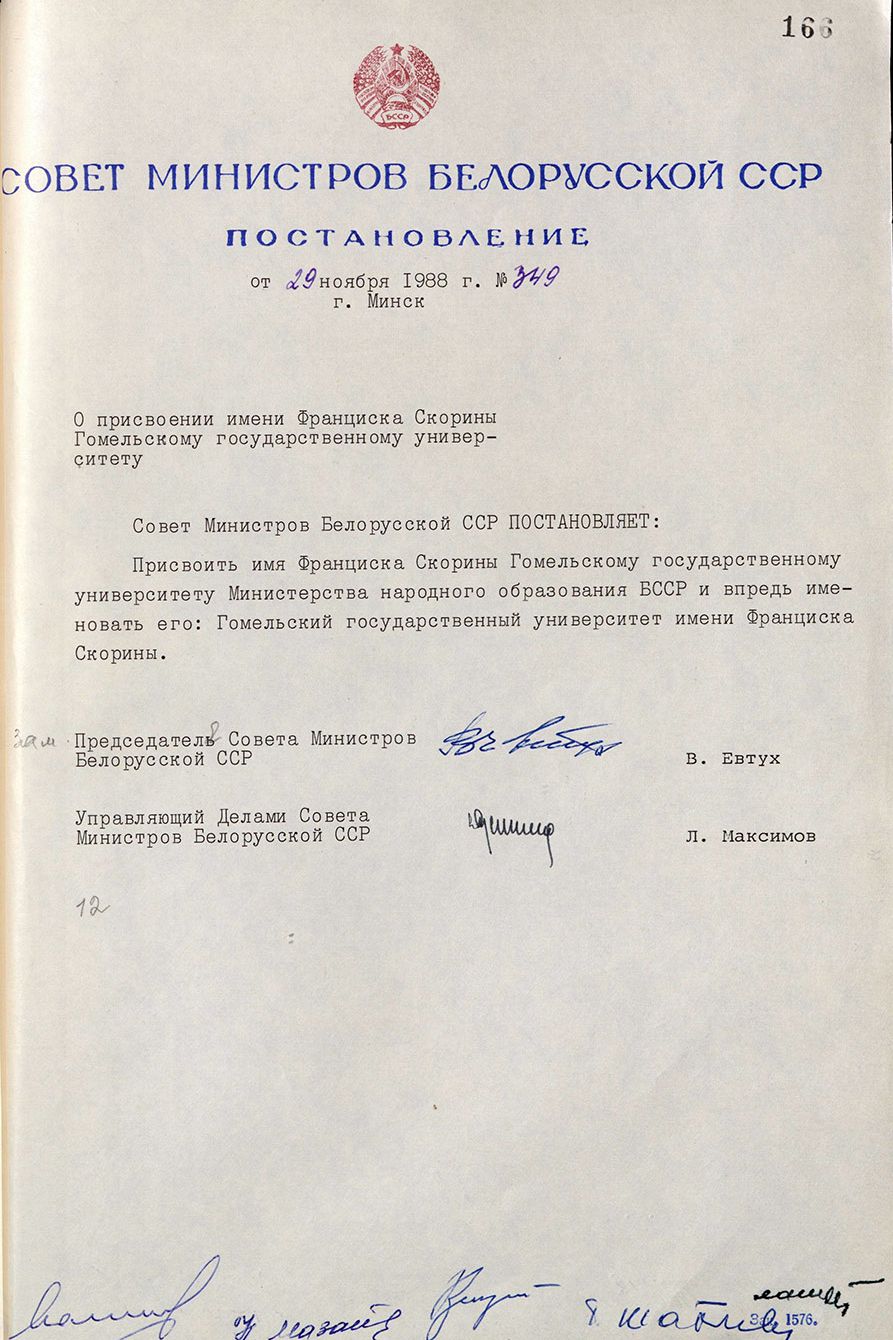 166
БССР
СОВЕТ МИНИСТРОВ БЕЛОРУССКОЙ ССР
ПОСТАНОВЛЕНИЕ
от 29 ноября 1988 г. № 349
г. Минск
О присвоении имени Франциска Скорины
Гомельскому государственному универ-
ситету
Совет Министров Белорусской ССР ПОСТАНОВЛЯЕТ:
Присвоить имя Франциска Скорины Гомельскому государственному
университету Министерства народного образования БССР и впредь име-
новать его: Гомельский государственный университет имени Франциска
Скорины.
Зам. Председателя Совета Министров
Белорусской ССР
В. Евтух
Управляющий Делами Совета
Министров Белорусской ССР
Л. Максимов
12
Зак. 1576.